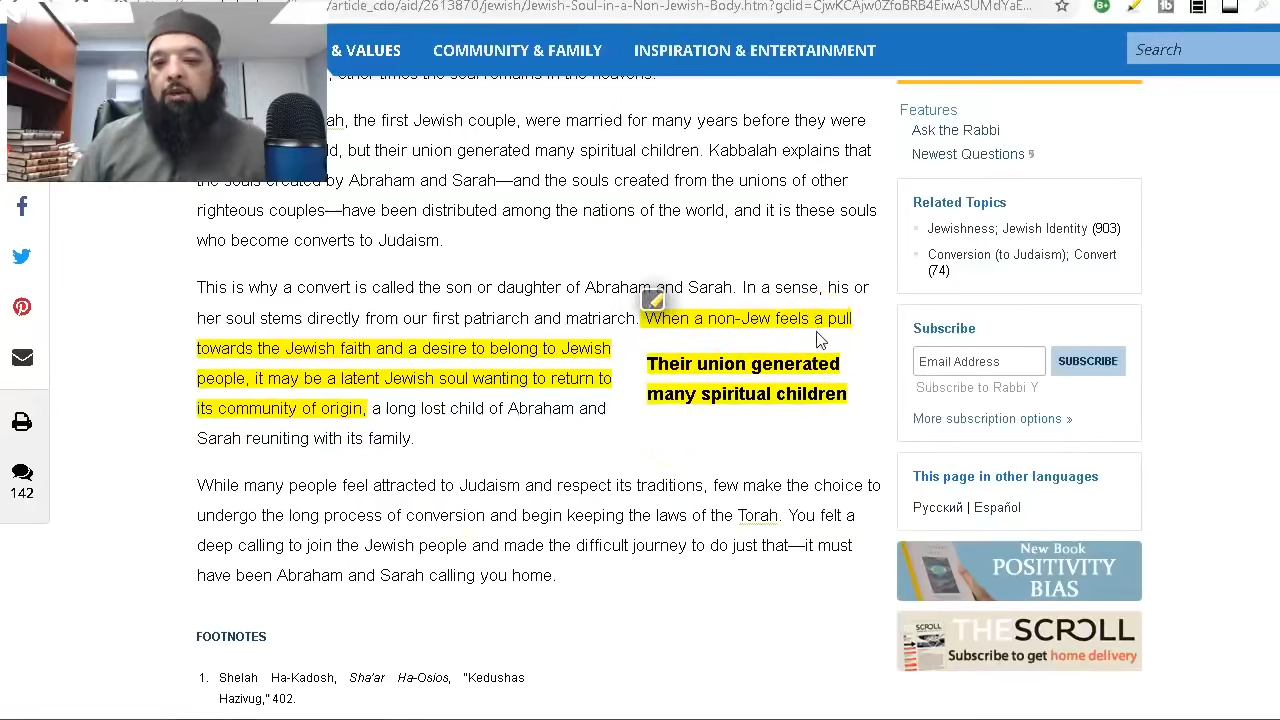 /article_cdo/aid/2613870/jewish/Jewish-Soul-in-a-Non-Jewish-Body.htm?gclid=
& VALUES
COMMUNITY & FAMILY
INSPIRATION & ENTERTAINMENT
Search
other times the soul remains in the heavens.
the first Jewish couple, were married for many years before they were
but their union generated many spiritual children. Kabbalah explains that
the souls created by Abraham and Sarah—and the souls created from the unions of other
righteous couples—have been distributed among the nations of the world, and it is these souls
who become converts to Judaism.
This is why a convert is called the son or daughter of Abraham and Sarah. In a sense, his or
her soul stems directly from our first patriarch and matriarch. When a non-Jew feels a pull
towards the Jewish faith and a desire to belong to Jewish
people, it may be a latent Jewish soul wanting to return to
its community of origin, a long lost child of Abraham and
Sarah reuniting with its family.
Their union generated
many spiritual children
While many people feel attracted to Judaism and respect its traditions, few make the choice to
undergo the long process of conversion and begin keeping the laws of the Torah. You felt a
deep calling to join the Jewish people and made the difficult journey to do just that—it must
have been Abraham and Sarah calling you home.
FOOTNOTES
1. Shelah Ha-Kadosh, Sha'ar Ha-Osios, "Kedushas
Hazivug," 402.
142
Features
Ask the Rabbi
Newest Questions
Related Topics
Jewishness; Jewish Identity (903)
Conversion (to Judaism); Convert
(74)
Subscribe
Email Address
SUBSCRIBE
Subscribe to Rabbi Y
More subscription options »
This page in other languages
Русский | Español
New Book
POSITIVITY
BIAS
THE SCROLL
Subscribe to get home delivery